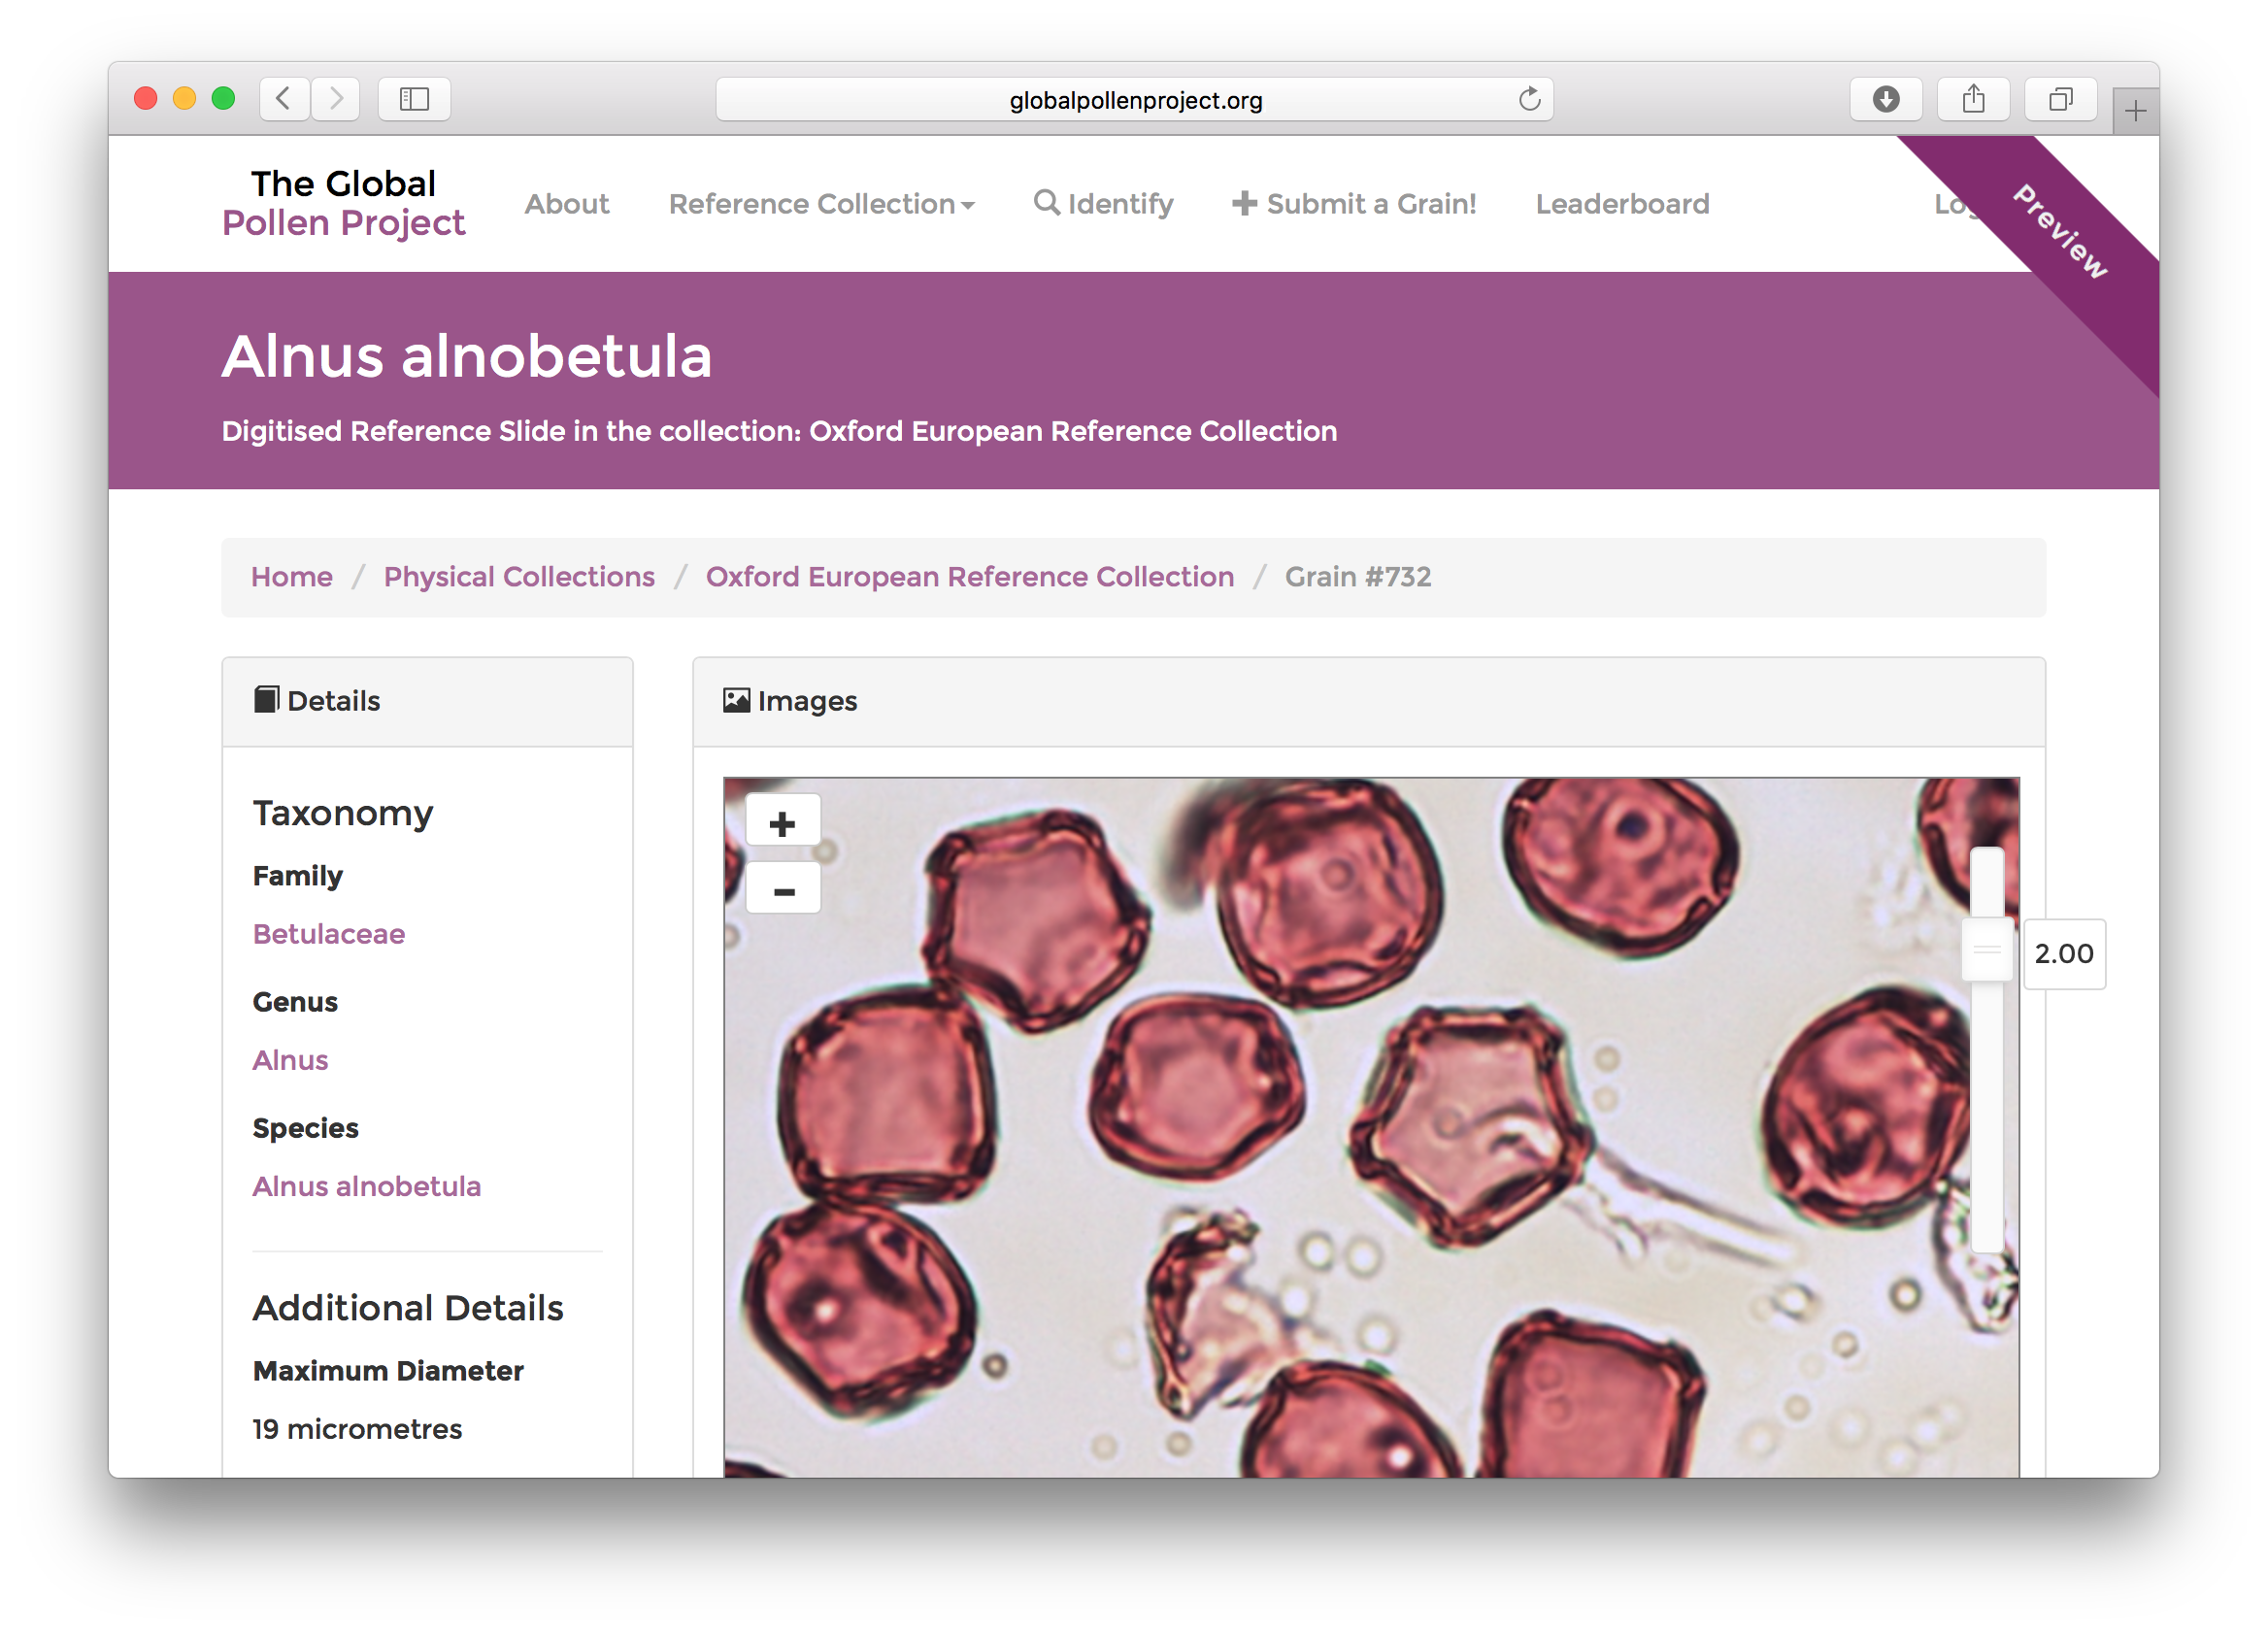 globalpollenproject.org
The Global
Pollen Project
About
Reference Collection
Identify
Submit a Grain!
Leaderboard
Preview
Alnus alnobetula
Digitised Reference Slide in the collection: Oxford European Reference Collection
Home / Physical Collections / Oxford European Reference Collection / Grain #732
Details
Taxonomy
Family
Betulaceae
Genus
Alnus
Species
Alnus alnobetula
Additional Details
Maximum Diameter
19 micrometres
Images
2.00